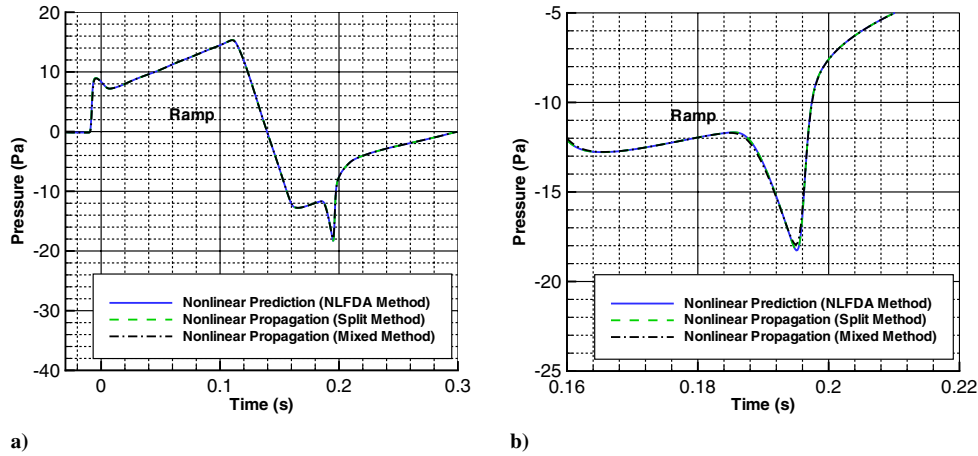 20
10
0
-10
-20
-30
-40
Pressure (Pa)
Ramp
Nonlinear Prediction (NLFDA Method)
Nonlinear Propagation (Split Method)
Nonlinear Propagation (Mixed Method)
0
0.1
0.2
0.3
Time (s)
a)
-5
-10
-15
-20
-25
Pressure (Pa)
Ramp
Nonlinear Prediction (NLFDA Method)
Nonlinear Propagation (Split Method)
Nonlinear Propagation (Mixed Method)
0.16
0.18
0.2
0.22
Time (s)
b)